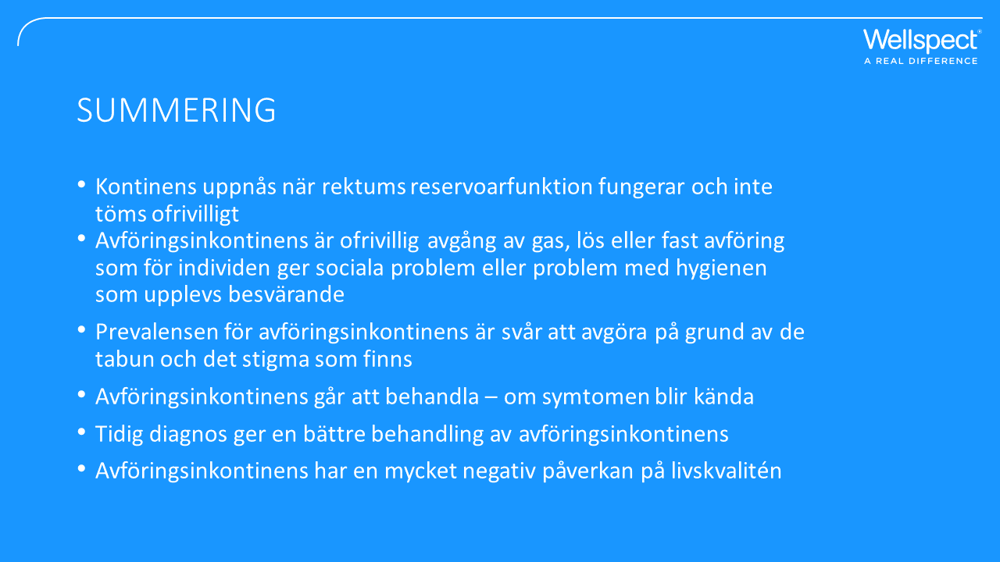 Wellspect®
A REAL DIFFERENCE
SUMMERING
• Kontinens uppnås när rektums reservoarfunktion fungerar och inte
töms ofrivilligt
• Avföringsinkontinens är ofrivillig avgång av gas, lös eller fast avföring
som för individen ger sociala problem eller problem med hygienen
som upplevs besvärande
• Prevalensen för avföringsinkontinens är svår att avgöra på grund av de
tabun och det stigma som finns
• Avföringsinkontinens går att behandla – om symtomen blir kända
• Tidig diagnos ger en bättre behandling av avföringsinkontinens
• Avföringsinkontinens har en mycket negativ påverkan på livskvalitén